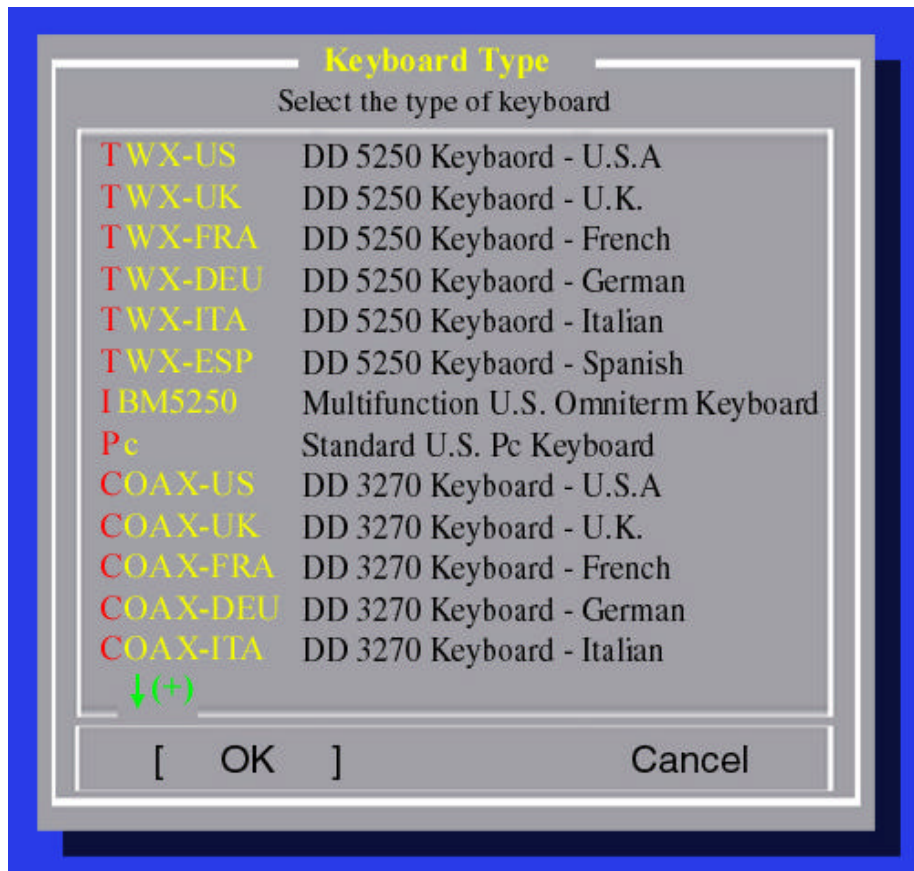 Keyboard Type
Select the type of keyboard
TWX-US DD 5250 Keybaord - U.S.A
TWX-UK DD 5250 Keybaord - U.K.
TWX-FRA DD 5250 Keybaord - French
TWX-DEU DD 5250 Keybaord - German
TWX-ITA DD 5250 Keybaord - Italian
TWX-ESP DD 5250 Keybaord - Spanish
IBM5250 Multifunction U.S. Omniterm Keyboard
Pc Standard U.S. Pc Keyboard
COAX-US DD 3270 Keyboard - U.S.A
COAX-UK DD 3270 Keyboard - U.K.
COAX-FRA DD 3270 Keyboard - French
COAX-DEU DD 3270 Keyboard - German
COAX-ITA DD 3270 Keyboard - Italian
↓(+)
[ OK ] Cancel